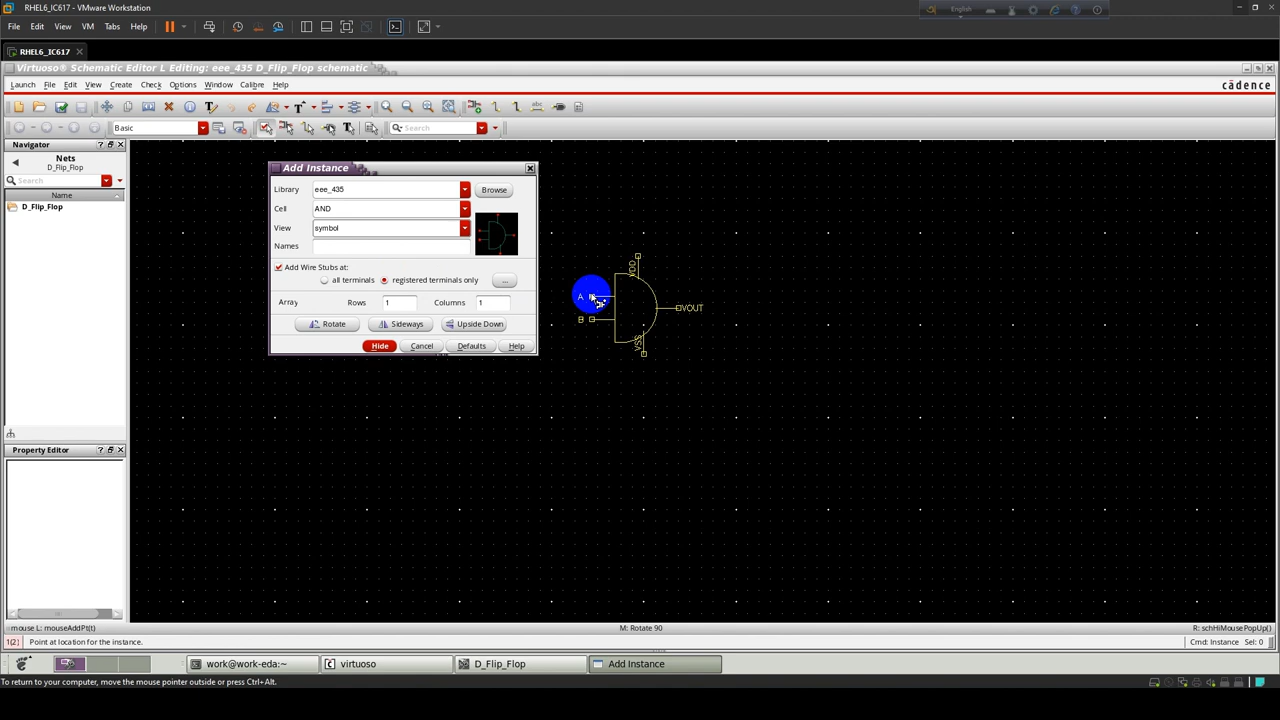 RHEL6_IC617 - VMware Workstation
File Edit View VM Tabs Help
English
RHEL6_IC617
Virtuoso® Schematic Editor L Editing: eee_435 D_Flip_Flop schematic
Launch File Edit View Create Check Options Window Calibre Help
cādence
Basic
Search
Navigator
Nets
D_Flip_Flop
Search
Name
D_Flip_Flop
Property Editor
Add Instance
Library eee_435 Browse
Cell AND
View symbol
Names
Add Wire Stubs at:
all terminals registered terminals only ...
Array Rows 1 Columns 1
Rotate Sideways Upside Down
Hide Cancel Defaults Help
VDD
A
B
VOUT
VSS
mouse L: mouseAddPt(t) M: Rotate 90 R: schHiMousePopUp()
1(2) Point at location for the instance. Cmd: Instance Sel: 0
work@work-eda:~ virtuoso D_Flip_Flop Add Instance
To return to your computer, move the mouse pointer outside or press Ctrl+Alt.